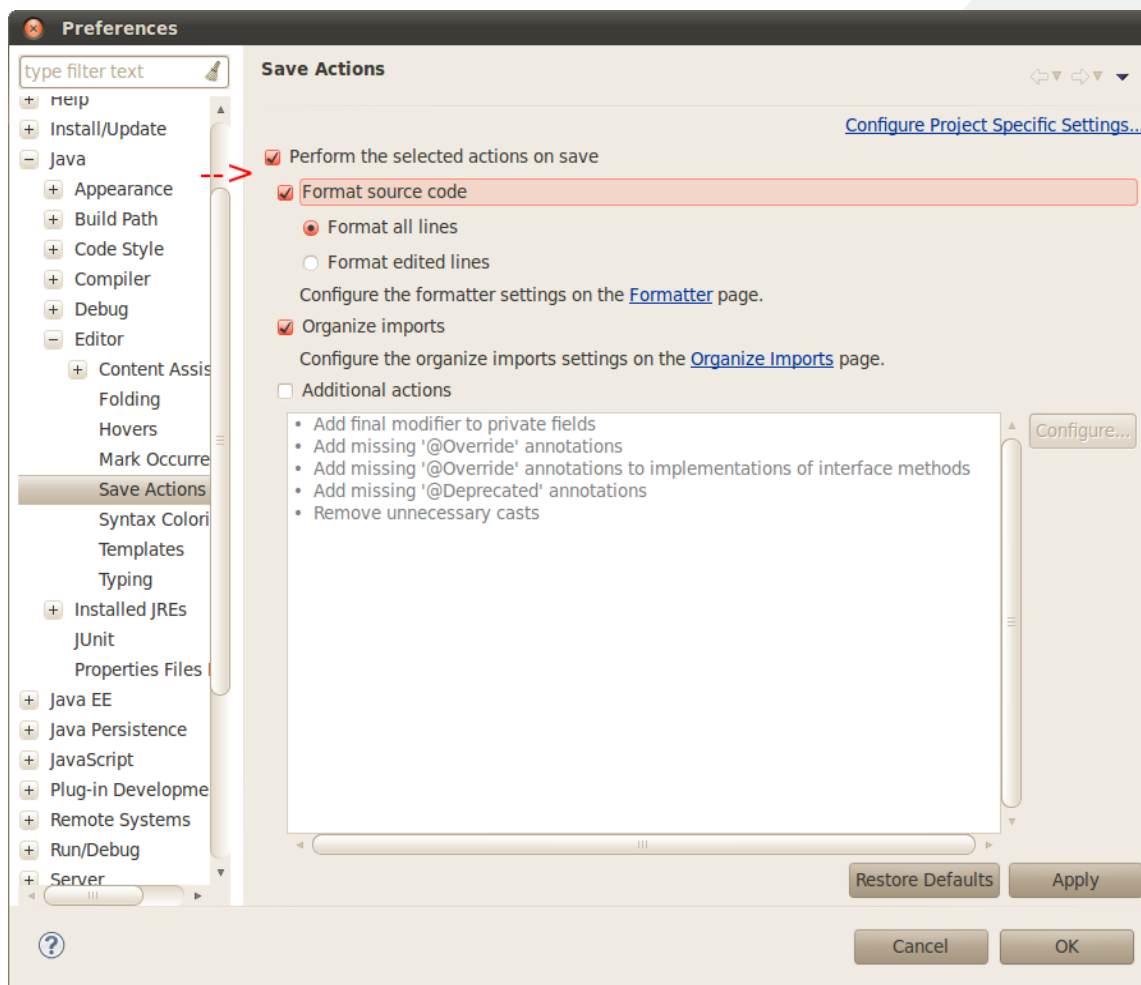 Preferences
type filter text
Help
Install/Update
Java
Appearance
Build Path
Code Style
Compiler
Debug
Editor
Content Assis
Folding
Hovers
Mark Occurre
Save Actions
Syntax Colori
Templates
Typing
Installed JREs
JUnit
Properties Files
Java EE
Java Persistence
JavaScript
Plug-in Developme
Remote Systems
Run/Debug
Server
Save Actions
Configure Project Specific Settings...
-->
Perform the selected actions on save
Format source code
Format all lines
Format edited lines
Configure the formatter settings on the Formatter page.
Organize imports
Configure the organize imports settings on the Organize Imports page.
Additional actions
• Add final modifier to private fields
• Add missing '@Override' annotations
• Add missing '@Override' annotations to implementations of interface methods
• Add missing '@Deprecated' annotations
• Remove unnecessary casts
Configure...
Restore Defaults Apply
Cancel OK